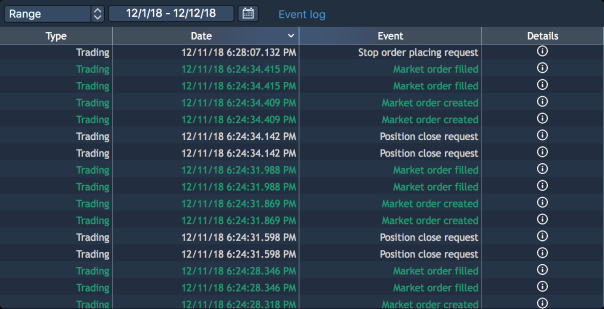 Range 12/1/18 - 12/12/18 Event log
Type Date Event Details
Trading 12/11/18 6:28:07.132 PM Stop order placing request
Trading 12/11/18 6:24:34.415 PM Market order filled
Trading 12/11/18 6:24:34.415 PM Market order filled
Trading 12/11/18 6:24:34.409 PM Market order created
Trading 12/11/18 6:24:34.409 PM Market order created
Trading 12/11/18 6:24:34.142 PM Position close request
Trading 12/11/18 6:24:34.142 PM Position close request
Trading 12/11/18 6:24:31.988 PM Market order filled
Trading 12/11/18 6:24:31.988 PM Market order filled
Trading 12/11/18 6:24:31.869 PM Market order created
Trading 12/11/18 6:24:31.869 PM Market order created
Trading 12/11/18 6:24:31.598 PM Position close request
Trading 12/11/18 6:24:31.598 PM Position close request
Trading 12/11/18 6:24:28.346 PM Market order filled
Trading 12/11/18 6:24:28.346 PM Market order filled
Trading 12/11/18 6:24:28.318 PM Market order created